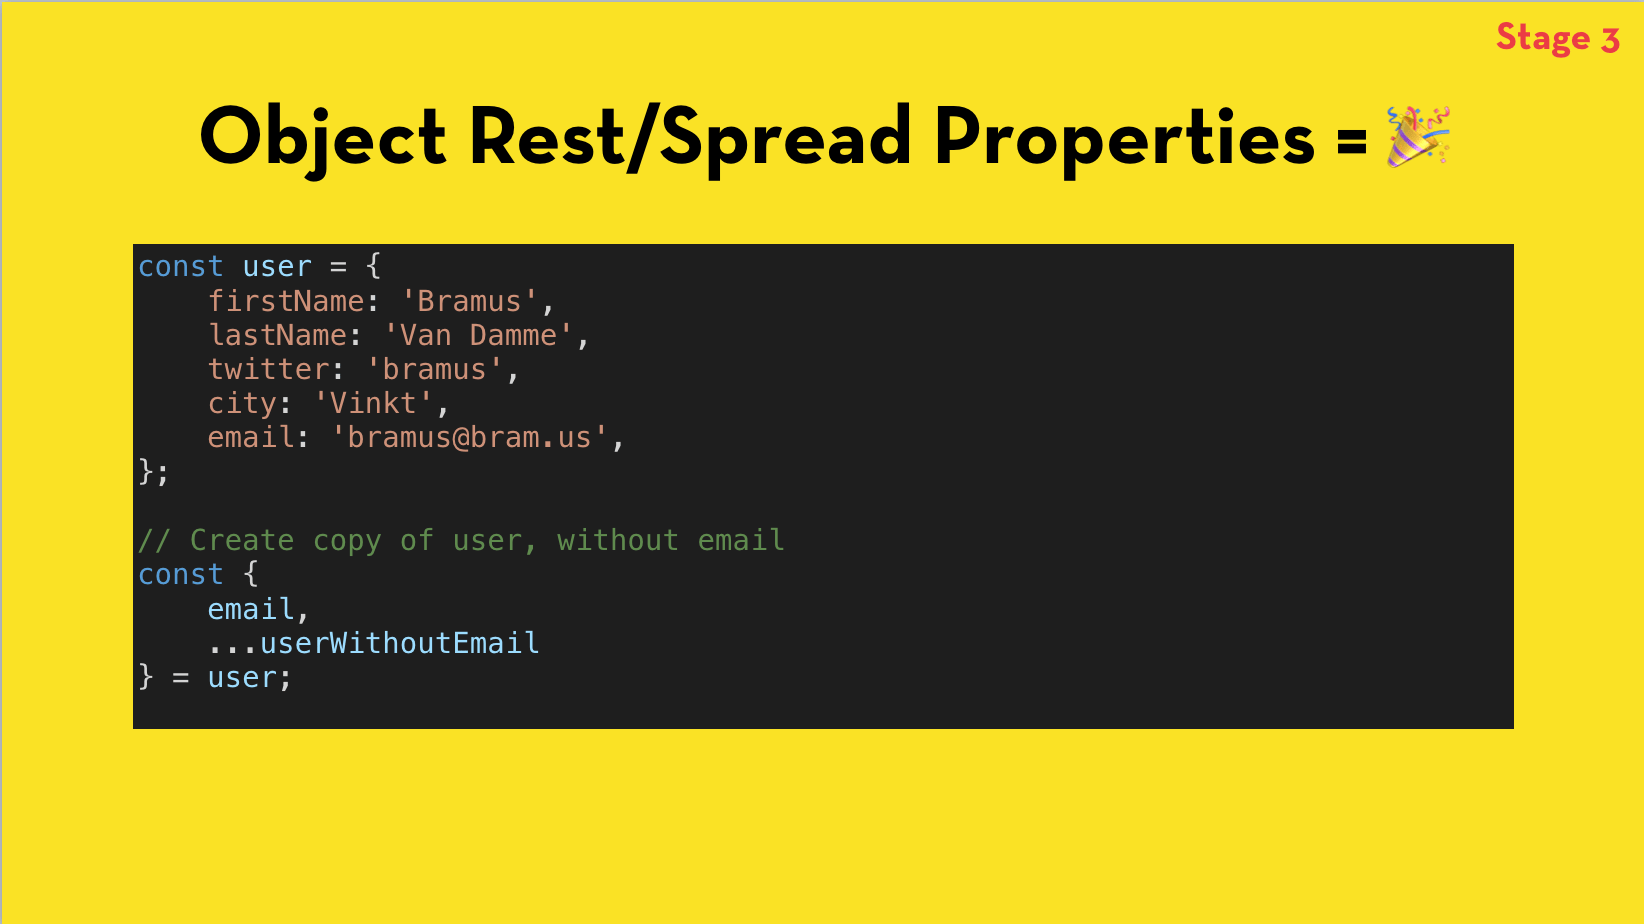 Stage 3
Object Rest/Spread Properties = 🎉
const user = {
    firstName: 'Bramus',
    lastName: 'Van Damme',
    twitter: 'bramus',
    city: 'Vinkt',
    email: 'bramus@bram.us',
};
// Create copy of user, without email
const {
    email,
    ...userWithoutEmail
} = user;